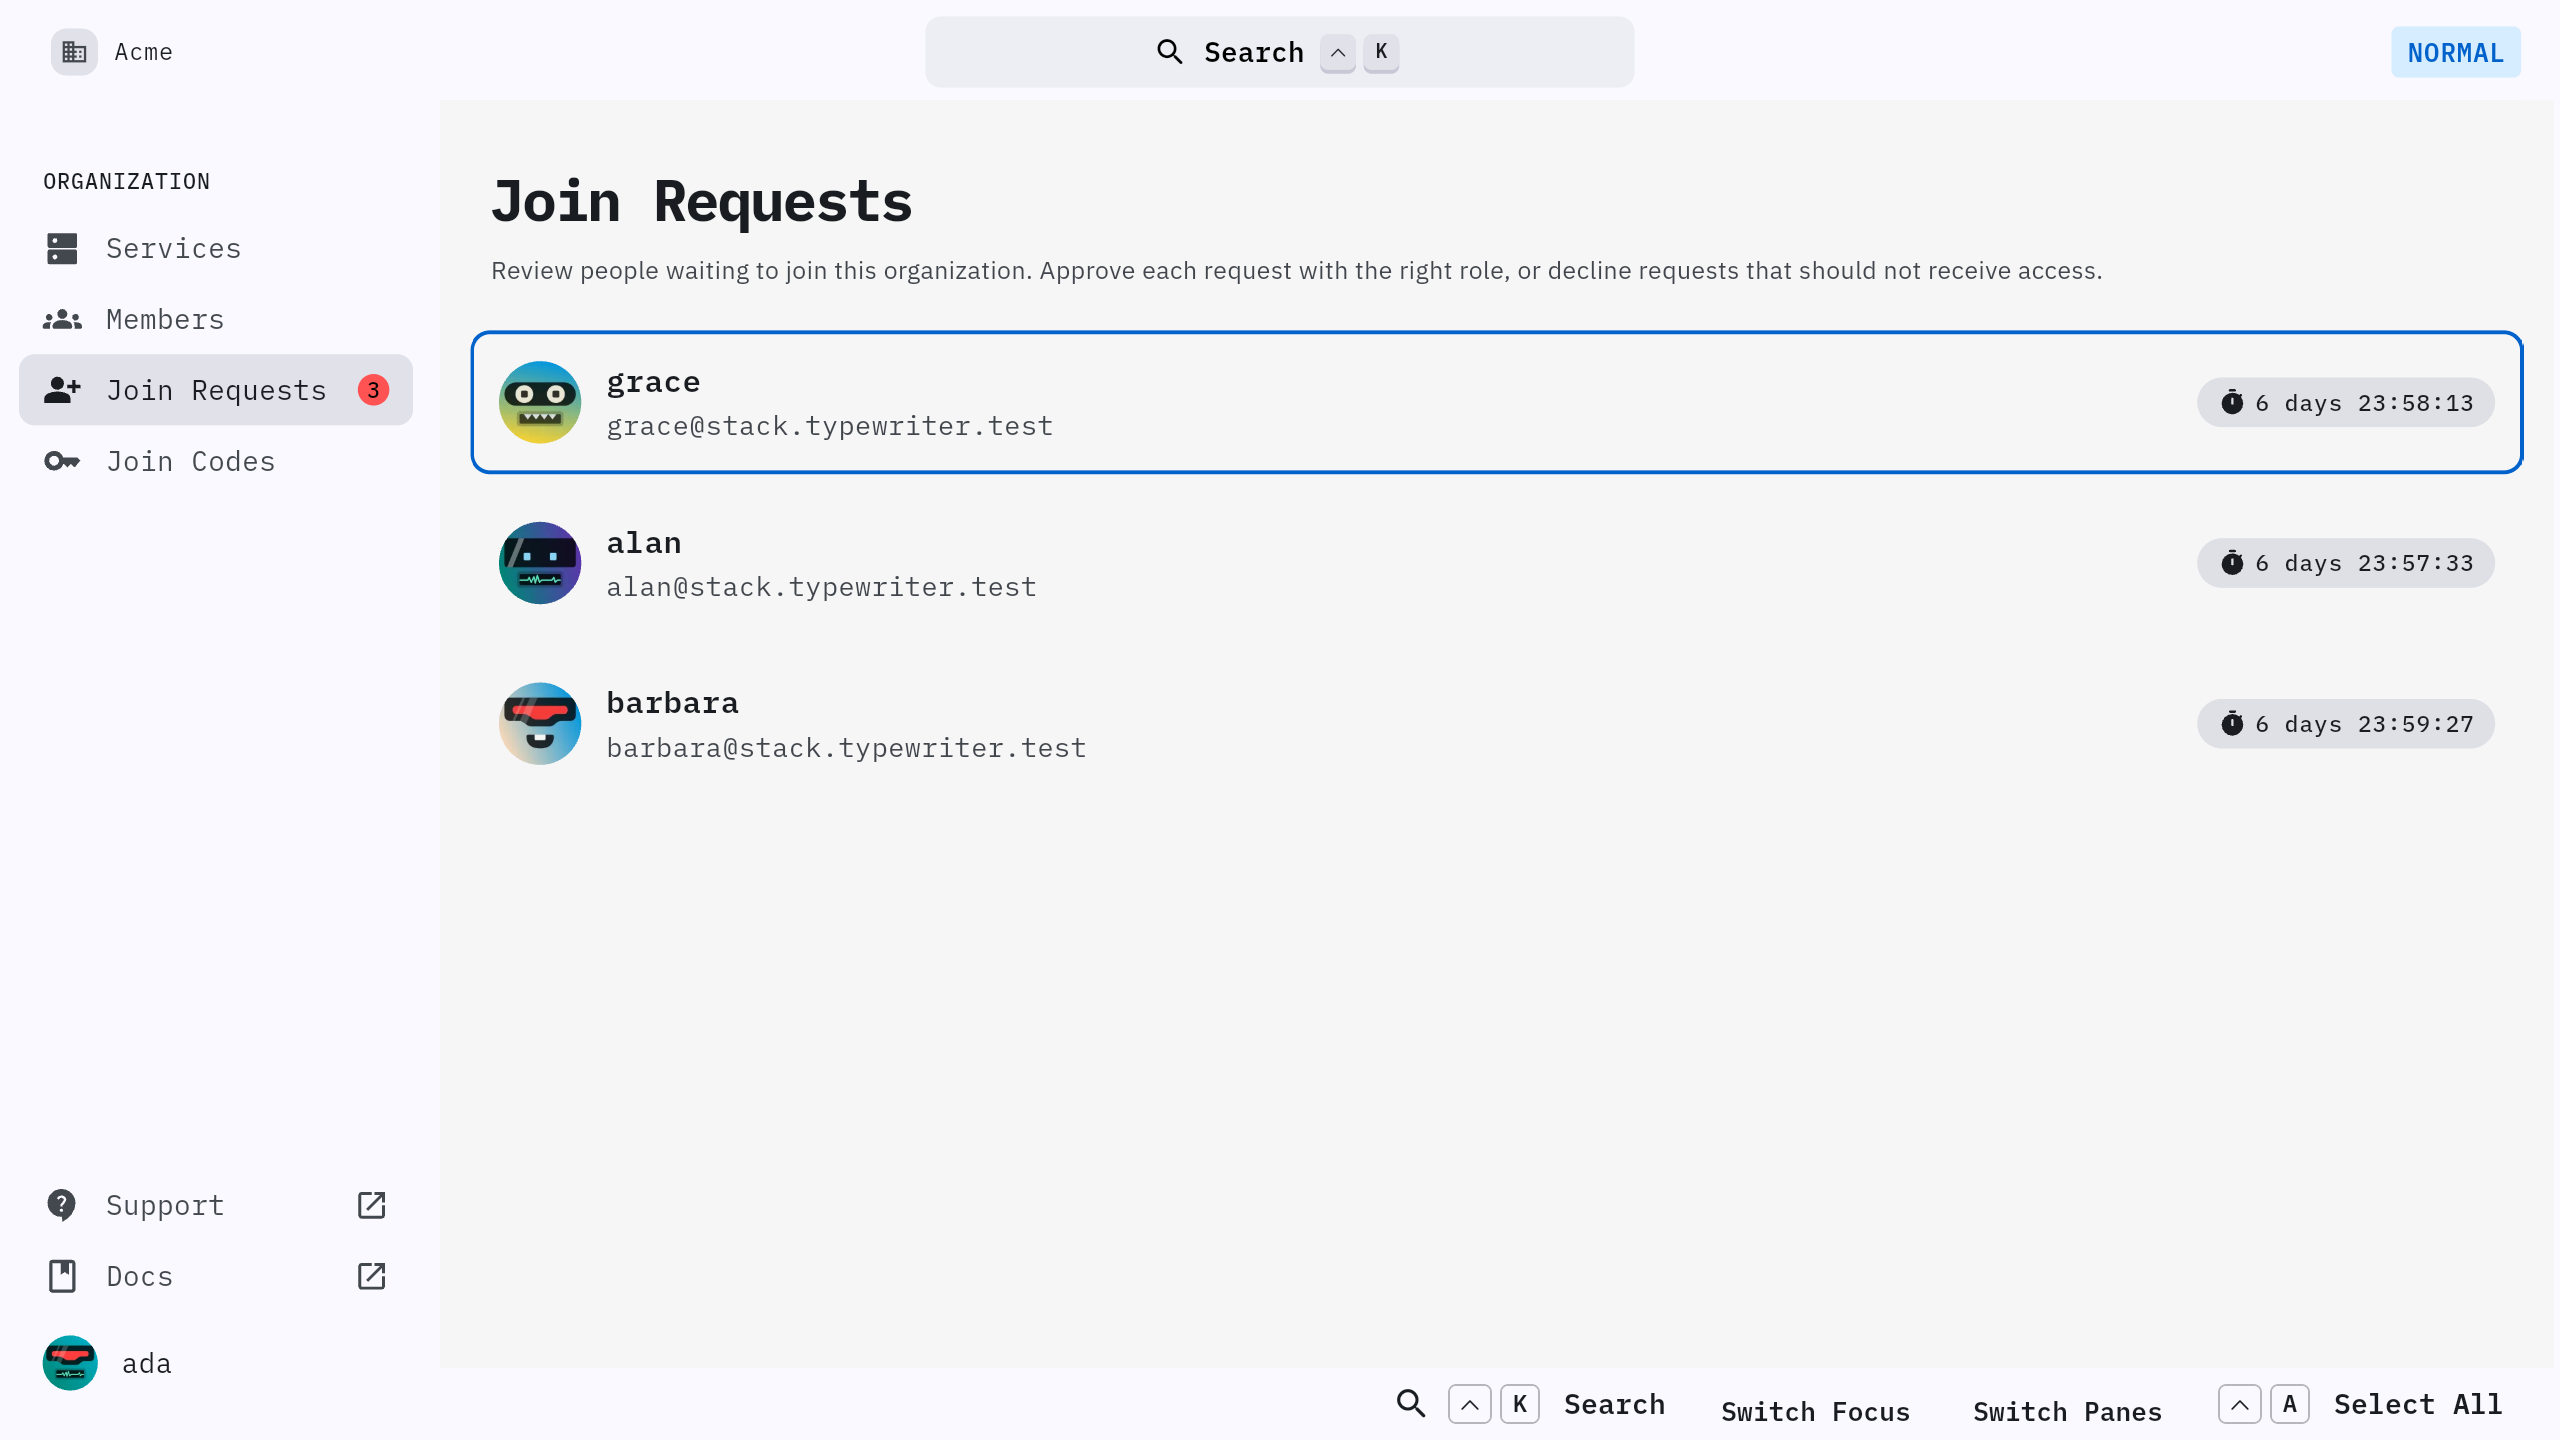 Acme
Search ^ K
NORMAL
ORGANIZATION
Services
Members
Join Requests 3
Join Codes
Join Requests
Review people waiting to join this organization. Approve each request with the right role, or decline requests that should not receive access.
grace
grace@stack.typewriter.test
6 days 23:58:13
alan
alan@stack.typewriter.test
6 days 23:57:33
barbara
barbara@stack.typewriter.test
6 days 23:59:27
Support
Docs
ada
^ K Search Switch Focus Switch Panes ^ A Select All